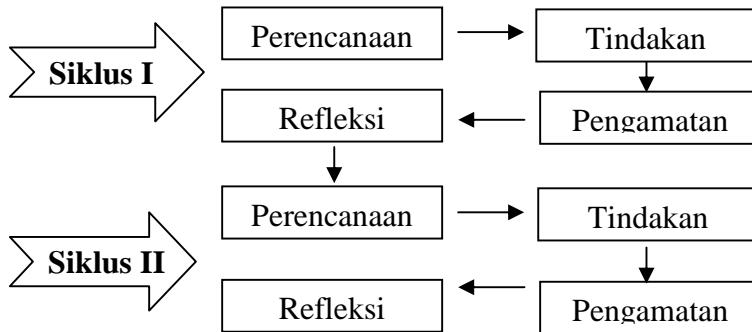 Perencanaan
Tindakan
Siklus I
Refleksi
Pengamatan
Perencanaan
Tindakan
Siklus II
Refleksi
Pengamatan